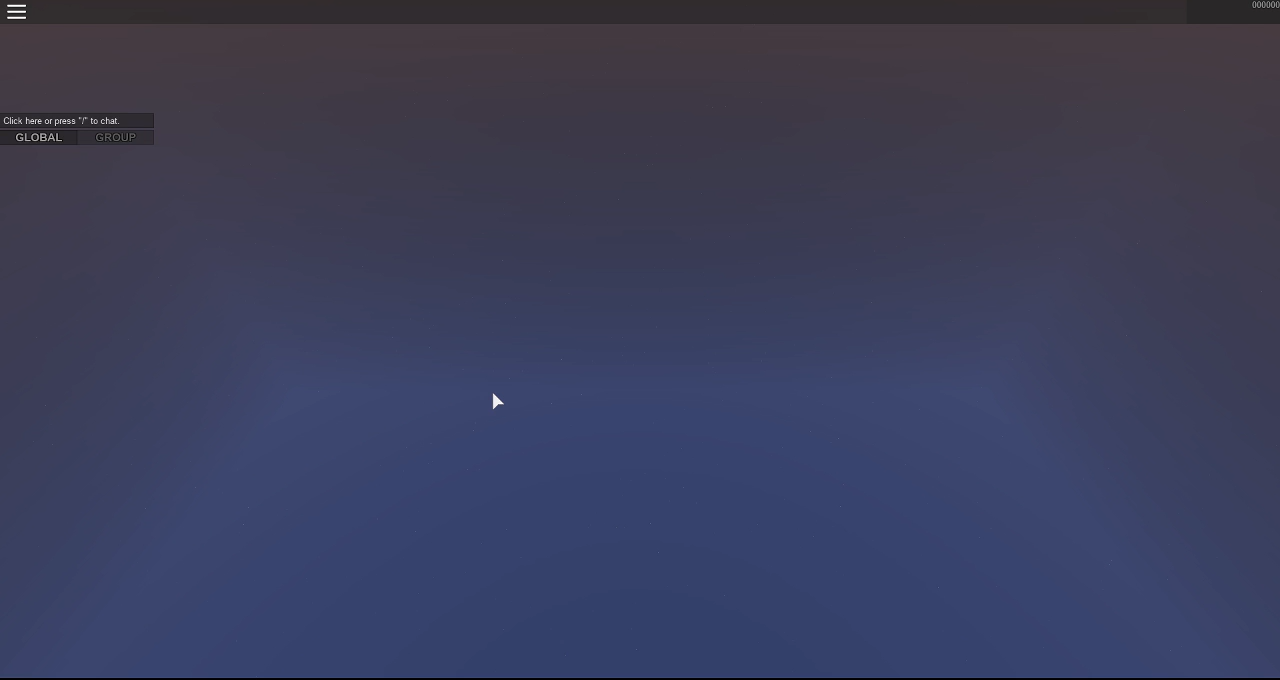 000000
Click here or press "/" to chat.
GLOBAL GROUP